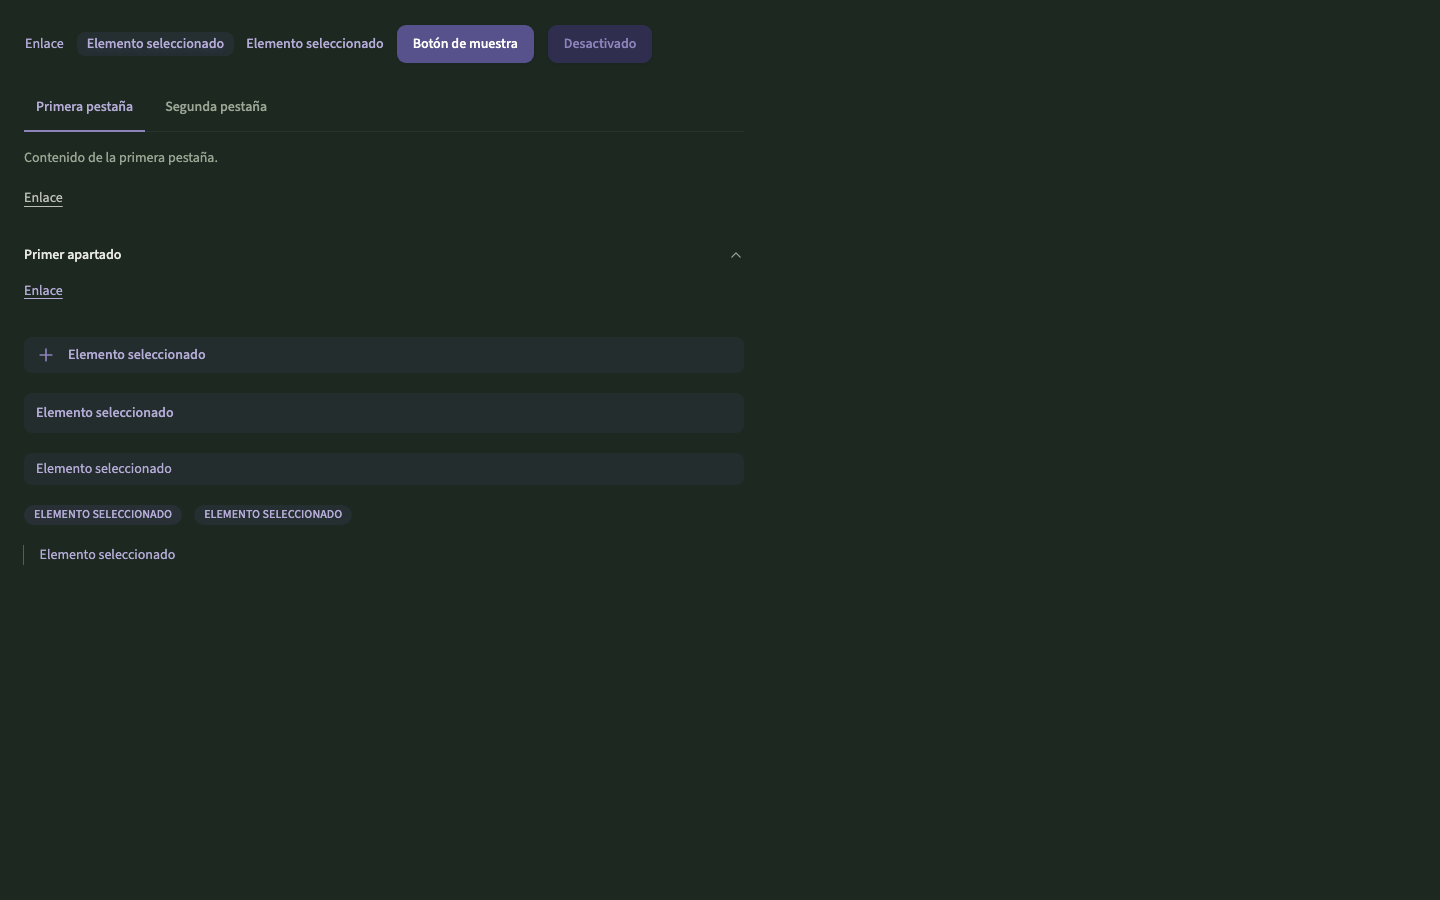 Enlace Elemento seleccionado Elemento seleccionado Botón de muestra Desactivado
Primera pestaña Segunda pestaña
Contenido de la primera pestaña.
Enlace
Primer apartado
Enlace
Elemento seleccionado
Elemento seleccionado
Elemento seleccionado
ELEMENTO SELECCIONADO ELEMENTO SELECCIONADO
Elemento seleccionado